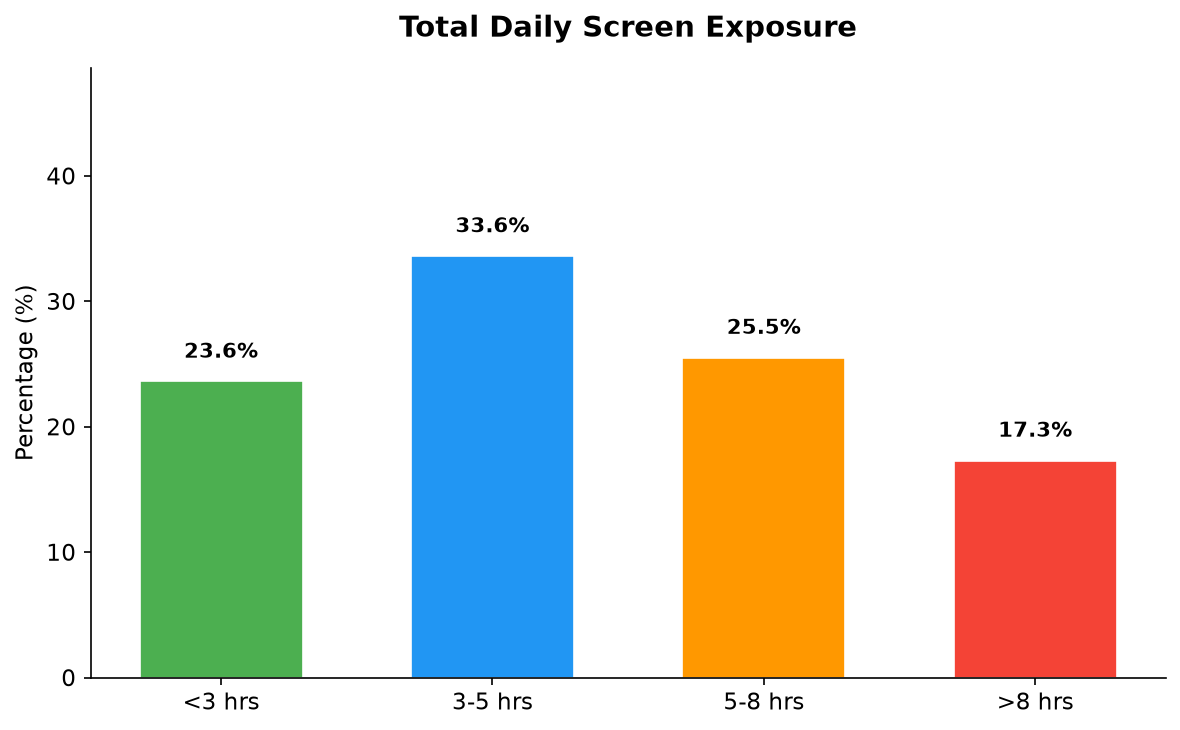 Total Daily Screen Exposure
Percentage (%)
40
30
20
10
0
23.6%
33.6%
25.5%
17.3%
<3 hrs
3-5 hrs
5-8 hrs
>8 hrs